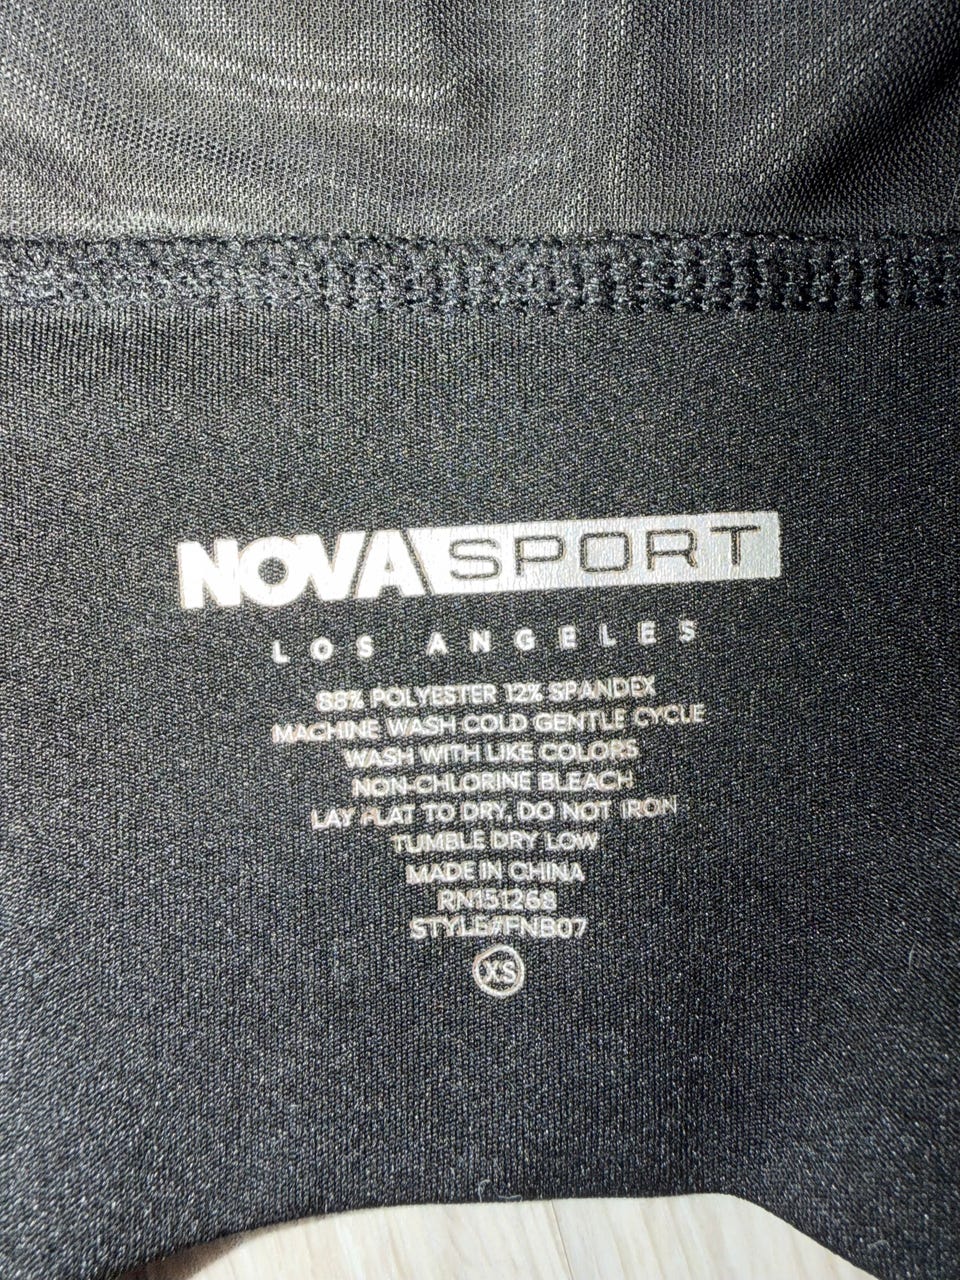 NOVA SPORT
LOS ANGELES
88% POLYESTER 12% SPANDEX
MACHINE WASH COLD GENTLE CYCLE
WASH WITH LIKE COLORS
NON-CHLORINE BLEACH
LAY FLAT TO DRY. DO NOT IRON
TUMBLE DRY LOW
MADE IN CHINA
RN151268
STYLE#FNB07
XS